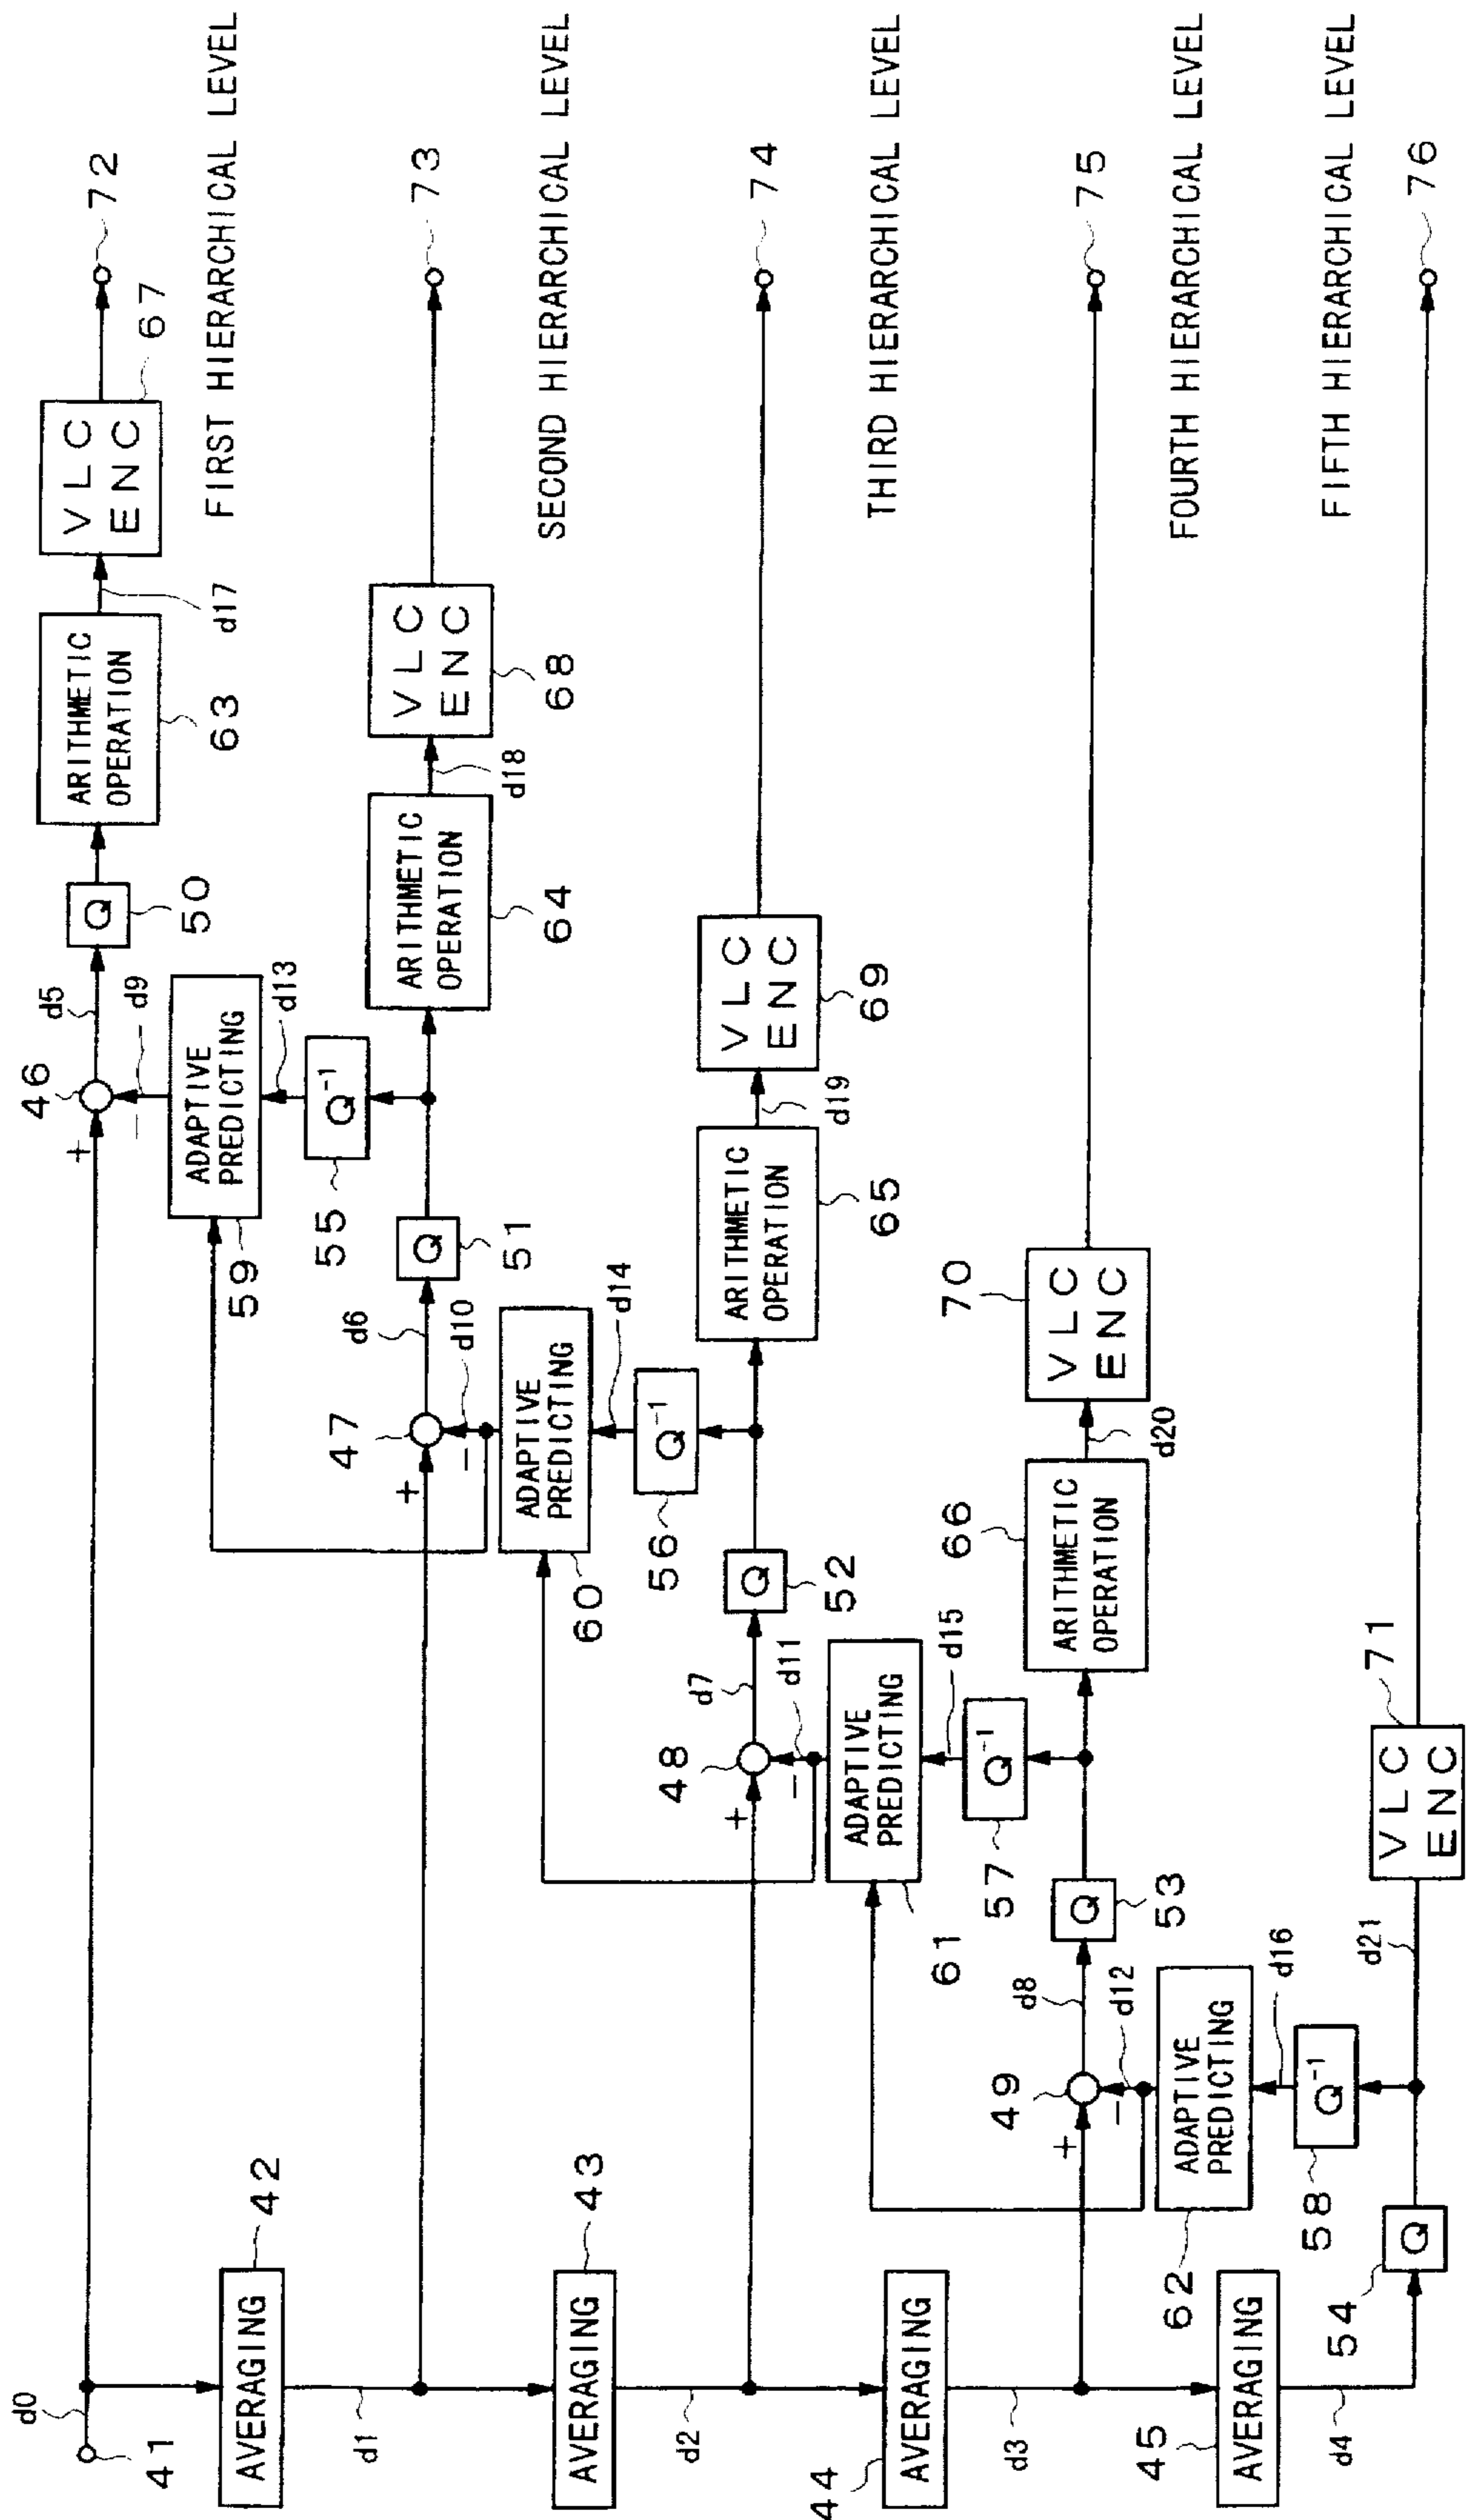 d0
41
+
46
d5
Q
50
ARITHMETIC
OPERATION
63
d17
VLC
ENC
67
72
FIRST HIERARCHICAL LEVEL
−
d9
ADAPTIVE
PREDICTING
59
d13
Q⁻¹
55
AVERAGING
42
d1
+
47
d6
Q
51
ARITHMETIC
OPERATION
64
d18
VLC
ENC
68
73
SECOND HIERARCHICAL LEVEL
−
d10
ADAPTIVE
PREDICTING
60
d14
Q⁻¹
56
AVERAGING
43
d2
+
48
d7
Q
52
ARITHMETIC
OPERATION
65
d19
VLC
ENC
69
74
THIRD HIERARCHICAL LEVEL
−
d11
ADAPTIVE
PREDICTING
61
d15
Q⁻¹
57
AVERAGING
44
d3
+
49
d8
Q
53
ARITHMETIC
OPERATION
66
d20
VLC
ENC
70
75
FOURTH HIERARCHICAL LEVEL
−
d12
ADAPTIVE
PREDICTING
62
d16
Q⁻¹
58
AVERAGING
45
d4
Q
54
d21
VLC
ENC
71
76
FIFTH HIERARCHICAL LEVEL